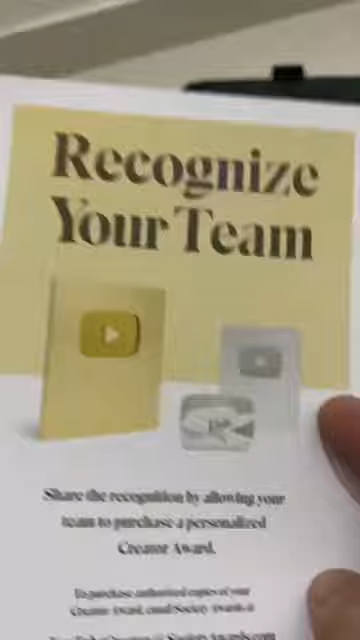 Recognize
Your Team
Share the recognition by allowing your
team to purchase a personalized
Creator Award.
To purchase authorized copies of your
Creator Award, email Society Awards at